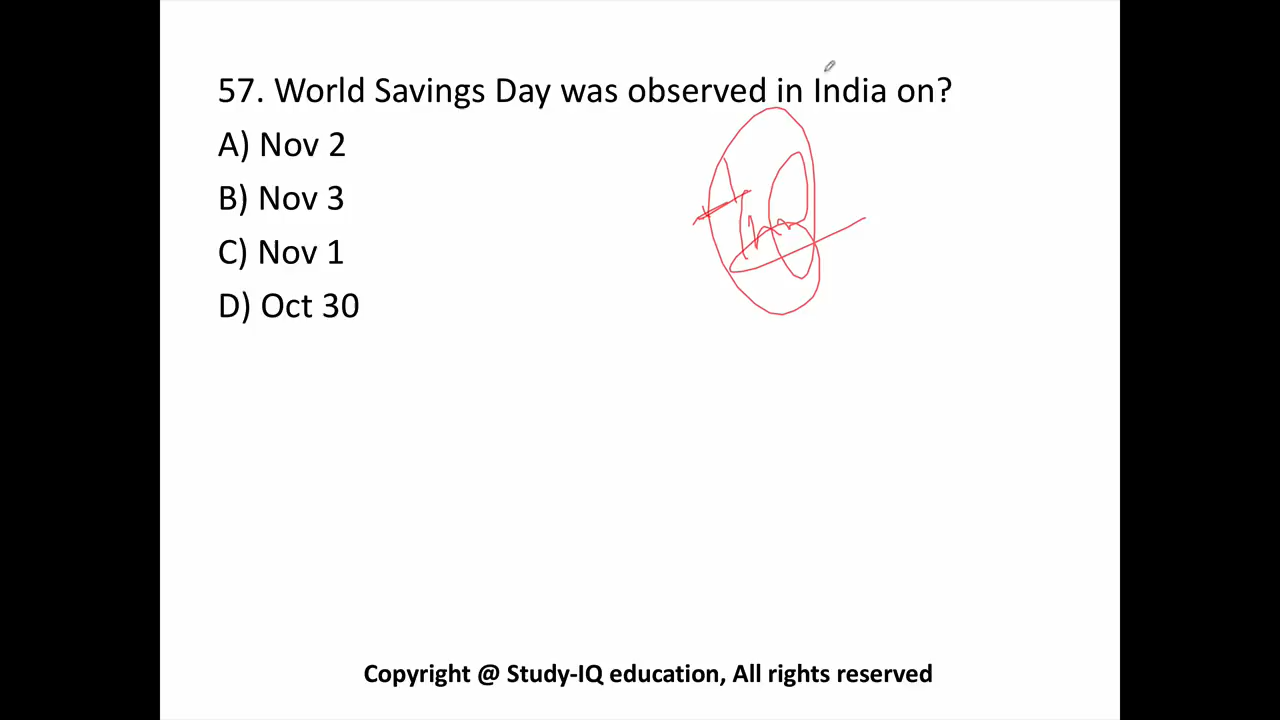 57. World Savings Day was observed in India on?
A) Nov 2
B) Nov 3
C) Nov 1
D) Oct 30
Copyright @ Study-IQ education, All rights reserved